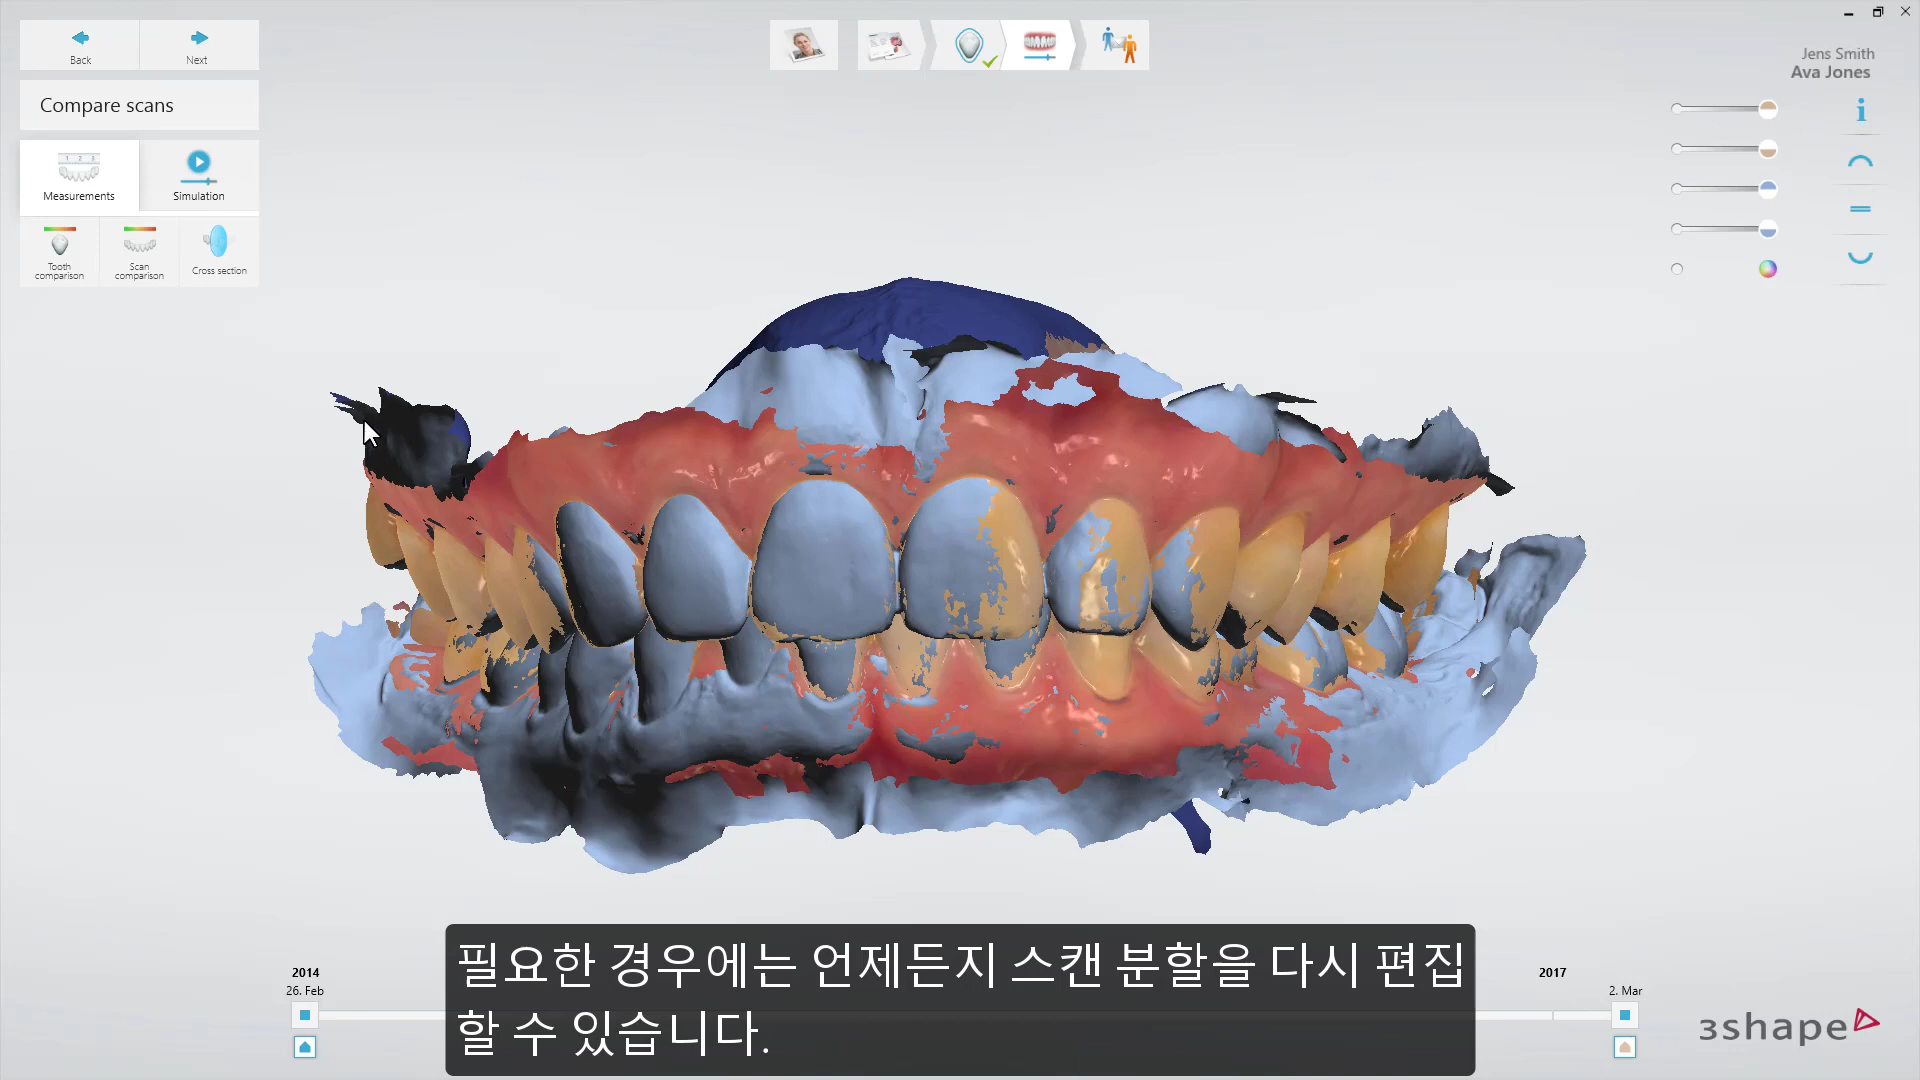 Back
Next
Compare scans
Measurements
Simulation
Tooth
comparison
Scan
comparison
Cross section
Jens Smith
Ava Jones
2014
26. Feb
2017
2. Mar
필요한 경우에는 언제든지 스캔 분할을 다시 편집
할 수 있습니다.
3shape